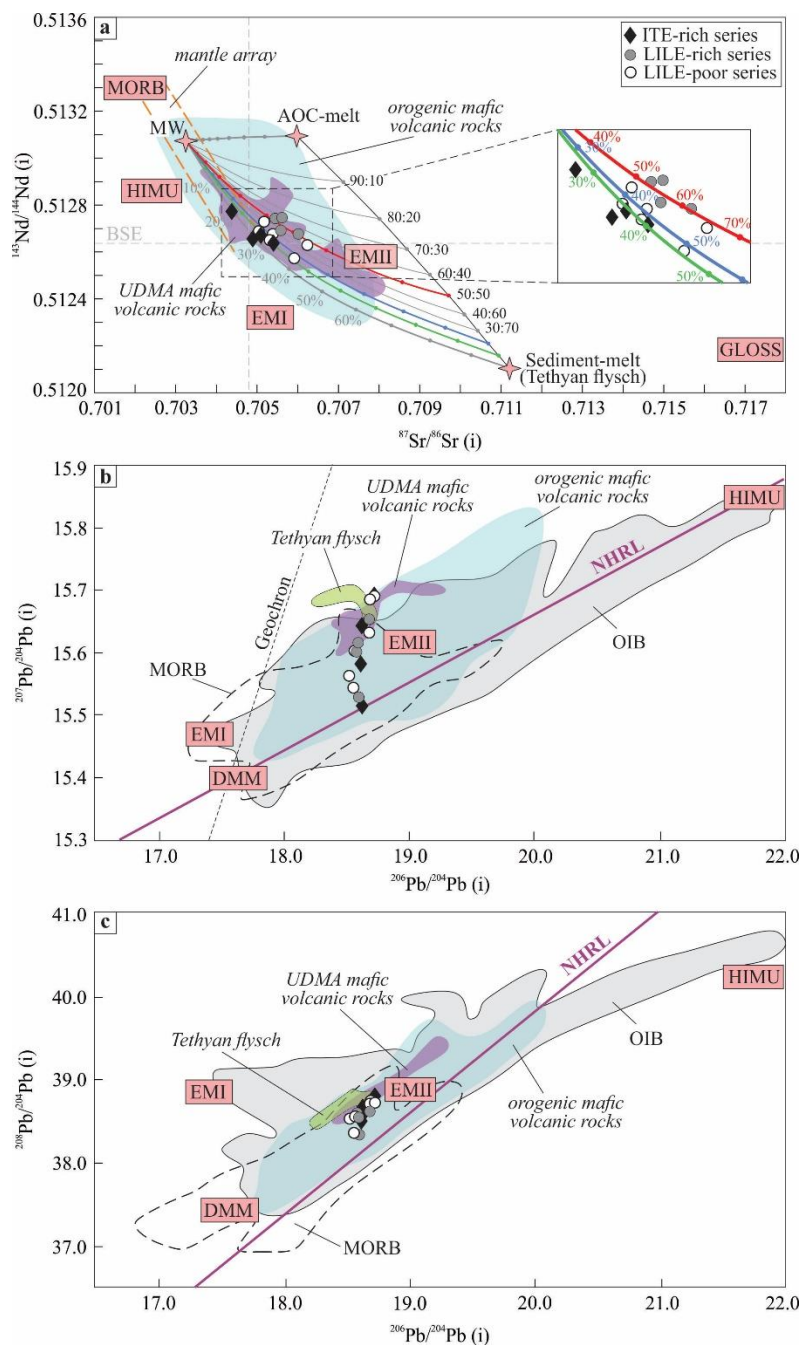 a
0.5136
0.5132
0.5128
0.5124
0.5120
¹⁴³Nd/¹⁴⁴Nd (i)
ITE-rich series
LILE-rich series
LILE-poor series
mantle array
MORB
MW
AOC-melt
orogenic mafic
volcanic rocks
HIMU
BSE
UDMA mafic
volcanic rocks
EMI
EMII
10%
20
30%
40%
50%
60%
90:10
80:20
70:30
60:40
50:50
40:60
30:70
Sediment-melt
(Tethyan flysch)
GLOSS
40%
50%
60%
70%
30%
40%
50%
30%
40%
50%
0.701
0.703
0.705
0.707
0.709
0.711
0.713
0.715
0.717
⁸⁷Sr/⁸⁶Sr (i)
b
15.9
15.8
15.7
15.6
15.5
15.4
15.3
²⁰⁷Pb/²⁰⁴Pb (i)
Geochron
Tethyan flysch
UDMA mafic
volcanic rocks
orogenic mafic
volcanic rocks
HIMU
NHRL
OIB
EMII
MORB
EMI
DMM
17.0
18.0
19.0
20.0
21.0
22.0
²⁰⁶Pb/²⁰⁴Pb (i)
c
41.0
40.0
39.0
38.0
37.0
²⁰⁸Pb/²⁰⁴Pb (i)
NHRL
UDMA mafic
volcanic rocks
HIMU
OIB
Tethyan flysch
EMI
EMII
orogenic mafic
volcanic rocks
DMM
MORB
17.0
18.0
19.0
20.0
21.0
22.0
²⁰⁶Pb/²⁰⁴Pb (i)